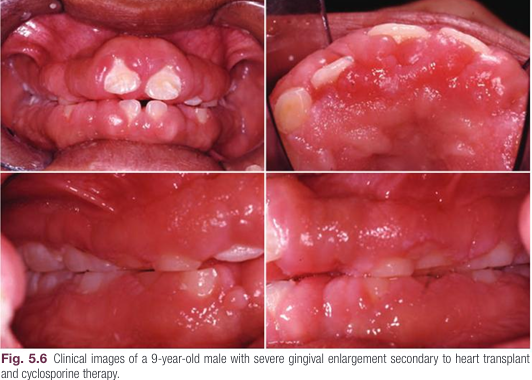 Fig. 5.6 Clinical images of a 9-year-old male with severe gingival enlargement secondary to heart transplant
and cyclosporine therapy.